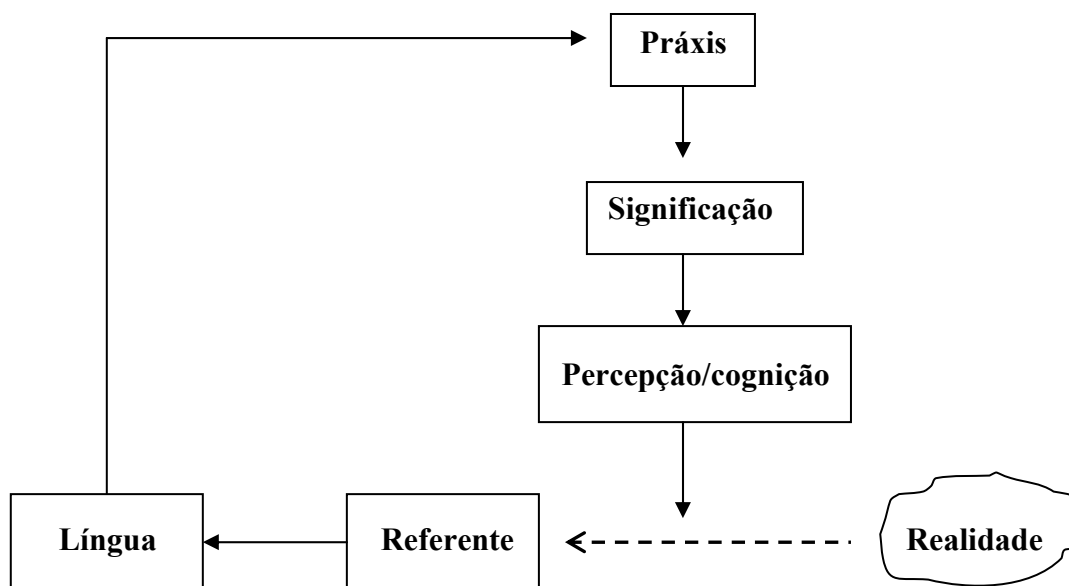 Práxis
Significação
Percepção/cognição
Língua
Referente
Realidade